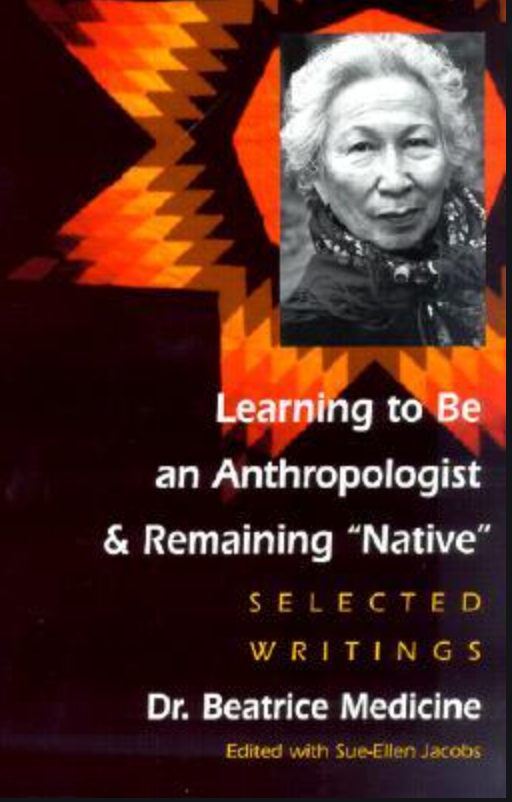 Learning to Be
an Anthropologist
& Remaining “Native”
SELECTED
WRITINGS
Dr. Beatrice Medicine
Edited with Sue-Ellen Jacobs